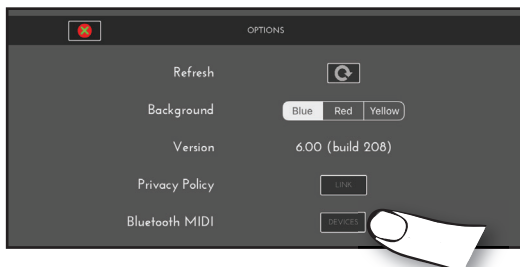 OPTIONS
Refresh
Background Blue Red Yellow
Version 6.00 (build 208)
Privacy Policy LINK
Bluetooth MIDI DEVICES